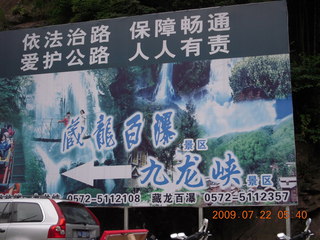 依法治路 保障畅通
爱护公路 人人有责
藏龍百瀑 景区
九龙峡 景区
0572-5112108 藏龙百瀑 0572-5112357
2009.07.22 09:40